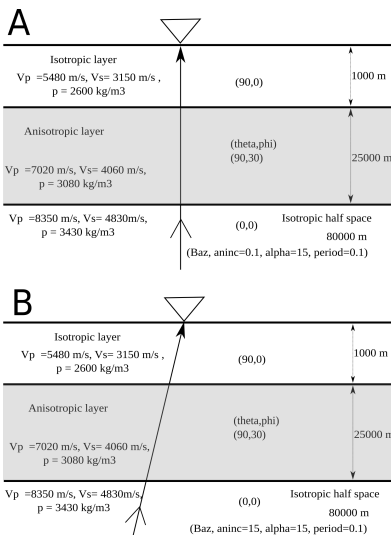 A
Isotropic layer
Vp =5480 m/s, Vs= 3150 m/s ,
p = 2600 kg/m3
(90,0)
1000 m
Anisotropic layer
(theta,phi)
(90,30)
25000 m
Vp =7020 m/s, Vs= 4060 m/s,
p = 3080 kg/m3
Vp =8350 m/s, Vs= 4830m/s,
p = 3430 kg/m3
(0,0)
Isotropic half space
80000 m
(Baz, aninc=0.1, alpha=15, period=0.1)
B
Isotropic layer
Vp =5480 m/s, Vs= 3150 m/s ,
p = 2600 kg/m3
(90,0)
1000 m
Anisotropic layer
(theta,phi)
(90,30)
25000 m
Vp =7020 m/s, Vs= 4060 m/s,
p = 3080 kg/m3
Vp =8350 m/s, Vs= 4830m/s,
p = 3430 kg/m3
(0,0)
Isotropic half space
80000 m
(Baz, aninc=15, alpha=15, period=0.1)